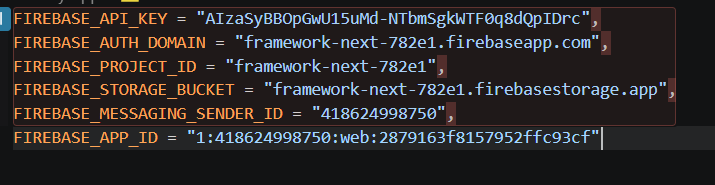 FIREBASE_API_KEY = "AIzaSyBBOpGwU15uMd-NTbmSgkWTF0q8dQpIDrc",
FIREBASE_AUTH_DOMAIN = "framework-next-782e1.firebaseapp.com",
FIREBASE_PROJECT_ID = "framework-next-782e1",
FIREBASE_STORAGE_BUCKET = "framework-next-782e1.firebasestorage.app",
FIREBASE_MESSAGING_SENDER_ID = "418624998750",
FIREBASE_APP_ID = "1:418624998750:web:2879163f8157952ffc93cf"